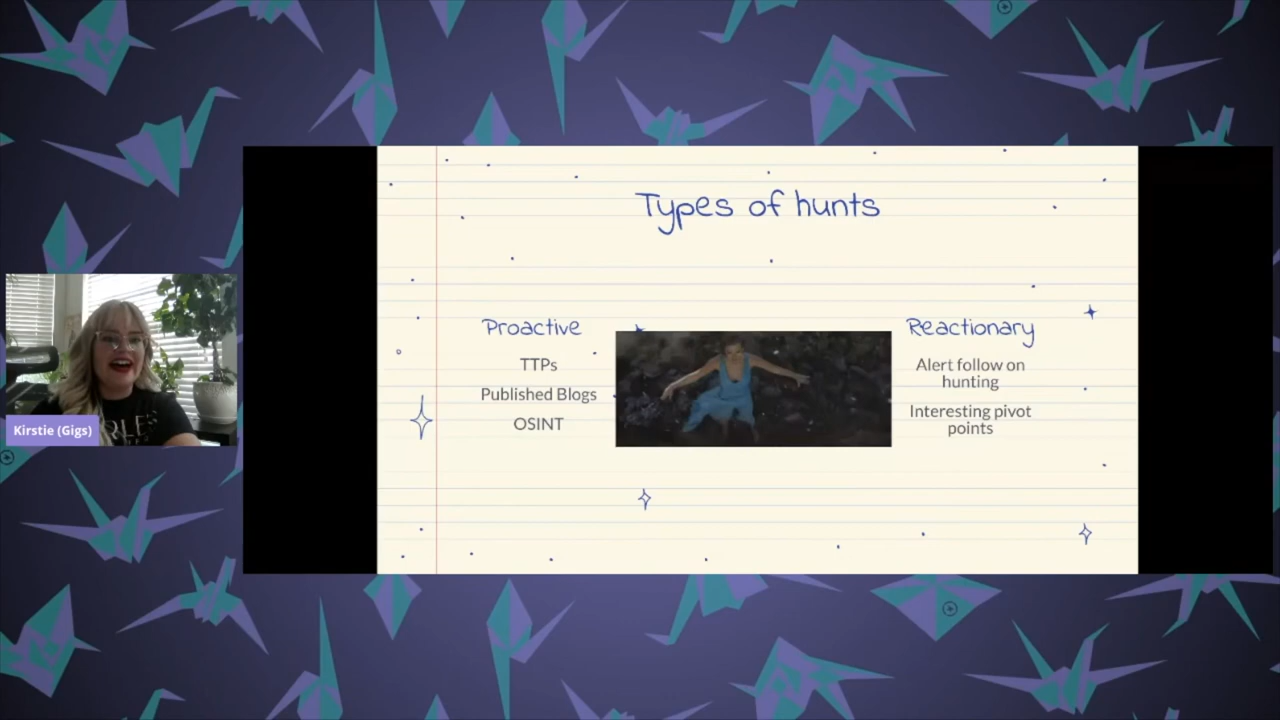 Types of hunts
Proactive
TTPs
Published Blogs
OSINT
Reactionary
Alert follow on
hunting
Interesting pivot
points
Kirstie (Gigs)